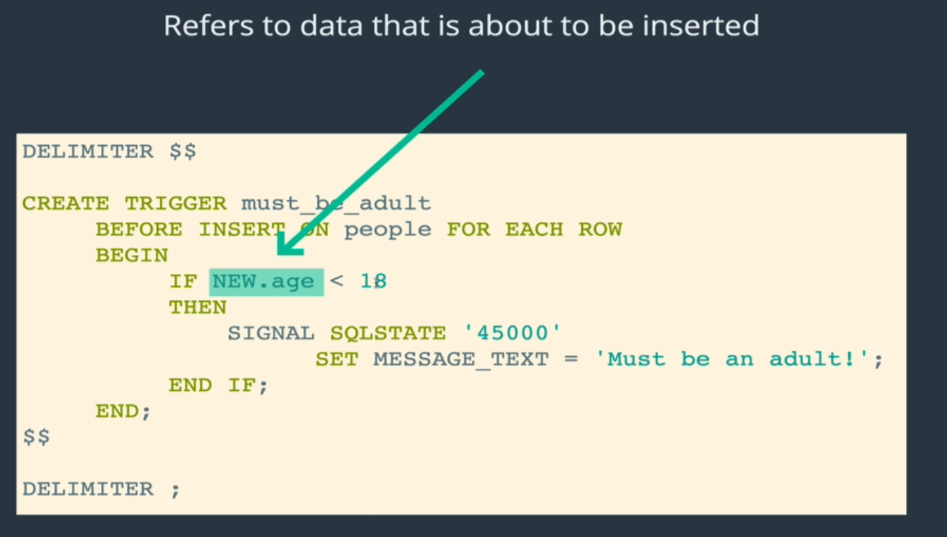 Refers to data that is about to be inserted
DELIMITER $$
CREATE TRIGGER must_be_adult
BEFORE INSERT ON people FOR EACH ROW
BEGIN
IF NEW.age < 18
THEN
SIGNAL SQLSTATE '45000'
SET MESSAGE_TEXT = 'Must be an adult!';
END IF;
END;
$$
DELIMITER ;